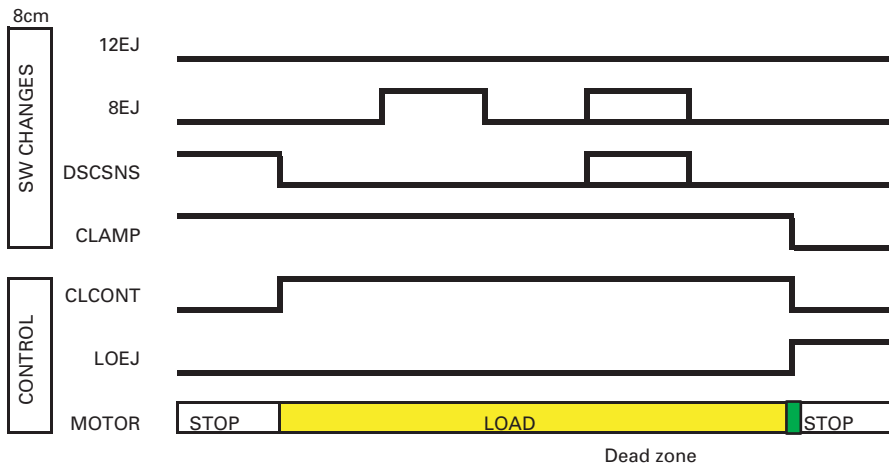 8cm
SW CHANGES
12EJ
8EJ
DSCSNS
CLAMP
CONTROL
CLCONT
LOEJ
MOTOR STOP LOAD STOP
Dead zone